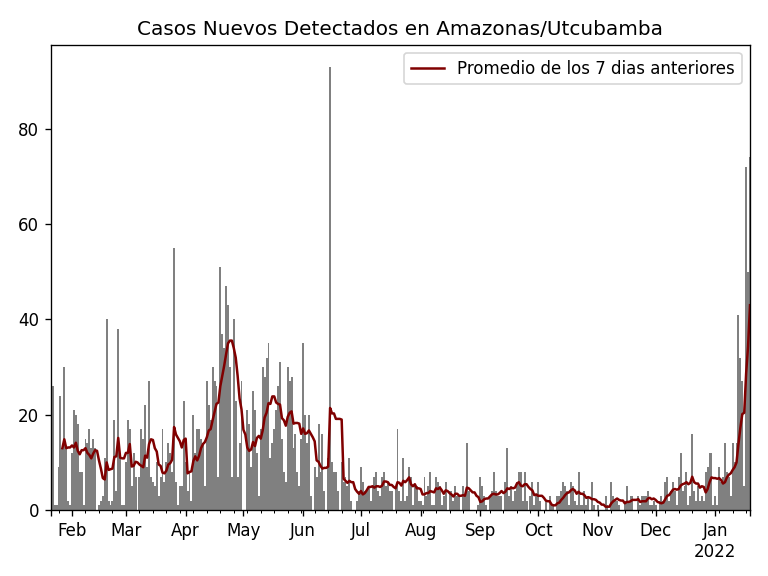 Casos Nuevos Detectados en Amazonas/Utcubamba
Promedio de los 7 dias anteriores
80
60
40
20
0
Feb Mar Apr May Jun Jul Aug Sep Oct Nov Dec Jan
2022